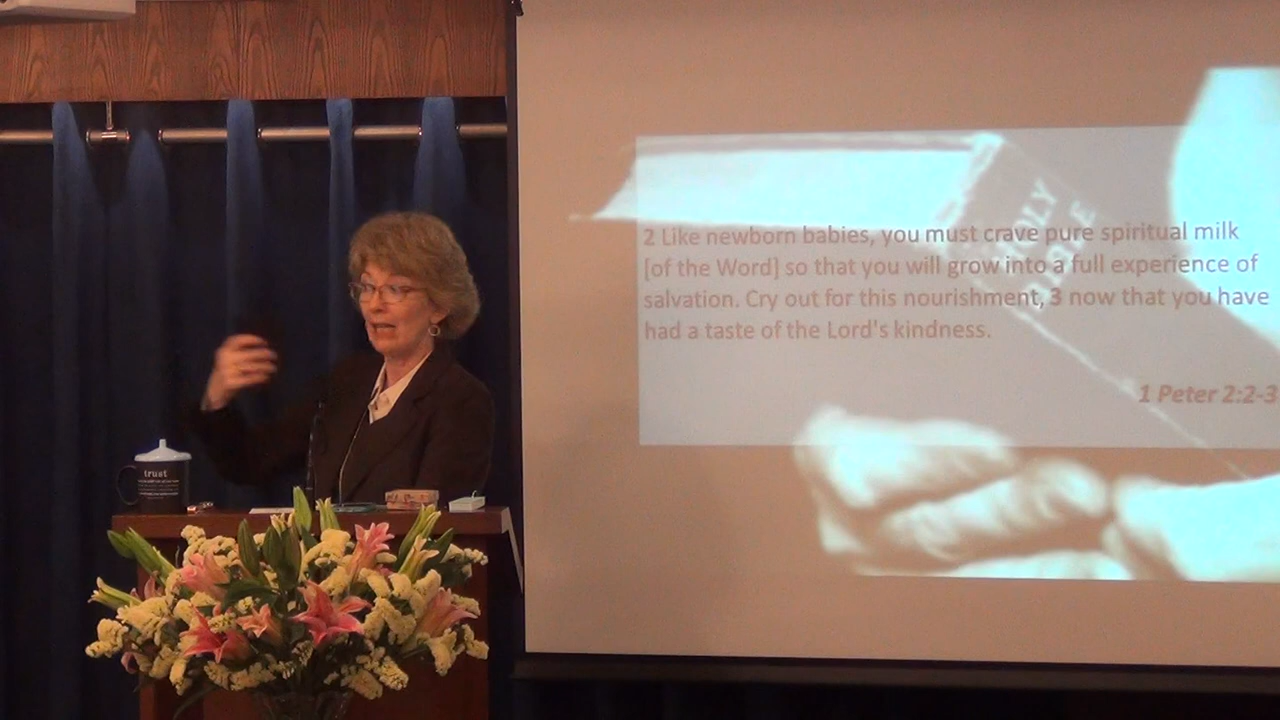 trust
HOLY
2 Like newborn babies, you must crave pure spiritual milk
[of the Word] so that you will grow into a full experience of
salvation. Cry out for this nourishment, 3 now that you have
had a taste of the Lord's kindness.
1 Peter 2:2-3